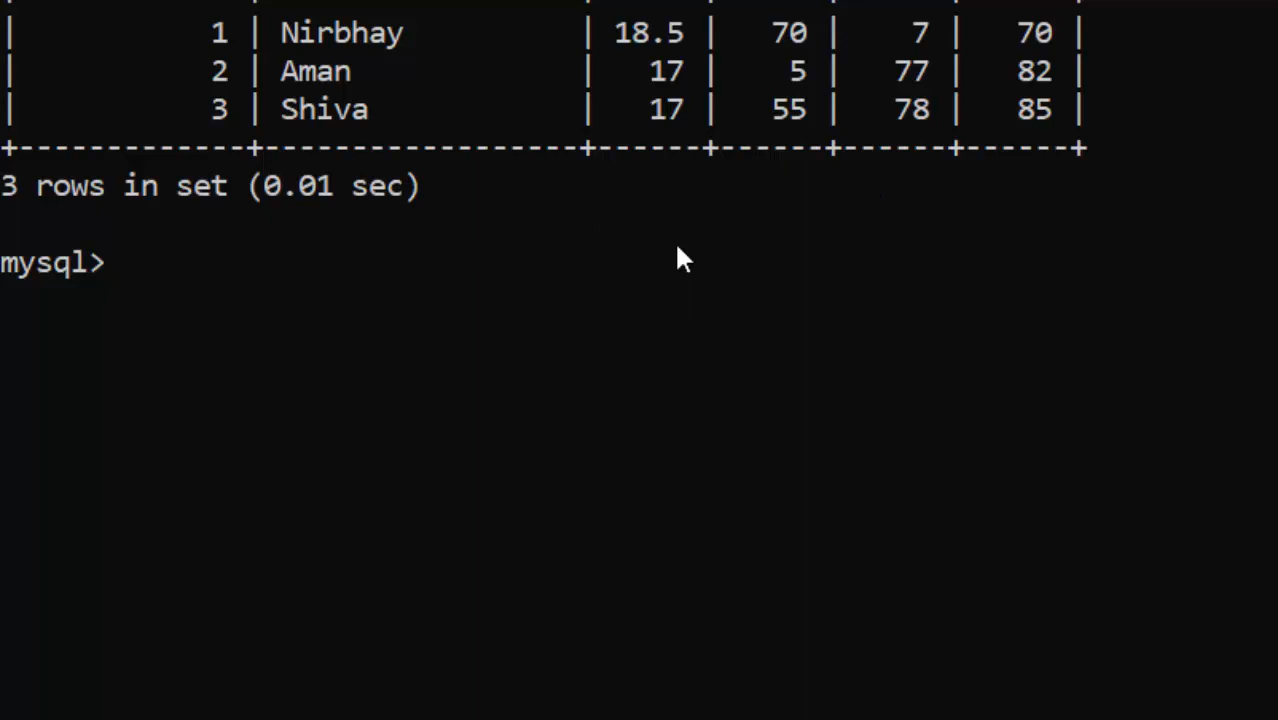 |           1 | Nirbhay          | 18.5 |   70 |    7 |   70 |
|           2 | Aman             |   17 |    5 |   77 |   82 |
|           3 | Shiva            |   17 |   55 |   78 |   85 |
+-------------+------------------+------+------+------+------+
3 rows in set (0.01 sec)
mysql>